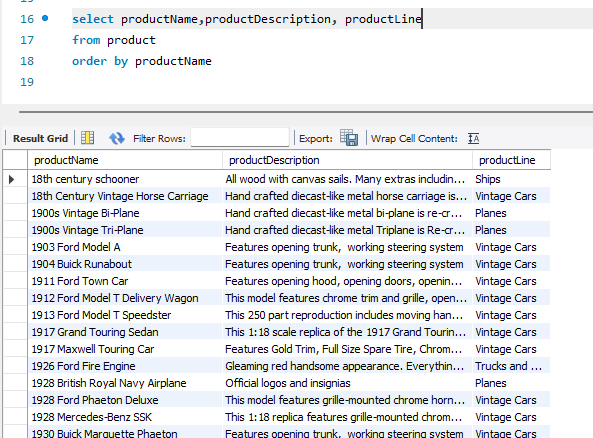 16 select productName,productDescription, productLine
17 from product
18 order by productName
19
Result Grid Filter Rows: Export: Wrap Cell Content:
productName productDescription productLine
18th century schooner All wood with canvas sails. Many extras includin... Ships
18th Century Vintage Horse Carriage Hand crafted diecast-like metal horse carriage is... Vintage Cars
1900s Vintage Bi-Plane Hand crafted diecast-like metal bi-plane is re-cr... Planes
1900s Vintage Tri-Plane Hand crafted diecast-like metal Triplane is Re-cr... Planes
1903 Ford Model A Features opening trunk, working steering system Vintage Cars
1904 Buick Runabout Features opening trunk, working steering system Vintage Cars
1911 Ford Town Car Features opening hood, opening doors, openin... Vintage Cars
1912 Ford Model T Delivery Wagon This model features chrome trim and grille, open... Vintage Cars
1913 Ford Model T Speedster This 250 part reproduction includes moving han... Vintage Cars
1917 Grand Touring Sedan This 1:18 scale replica of the 1917 Grand Tourin... Vintage Cars
1917 Maxwell Touring Car Features Gold Trim, Full Size Spare Tire, Chrom... Vintage Cars
1926 Ford Fire Engine Gleaming red handsome appearance. Everythin... Trucks and ...
1928 British Royal Navy Airplane Official logos and insignias Planes
1928 Ford Phaeton Deluxe This model features grille-mounted chrome horn... Vintage Cars
1928 Mercedes-Benz SSK This 1:18 replica features grille-mounted chrom... Vintage Cars
1930 Buick Marquette Phaeton Features opening trunk, working steering system Vintage Cars